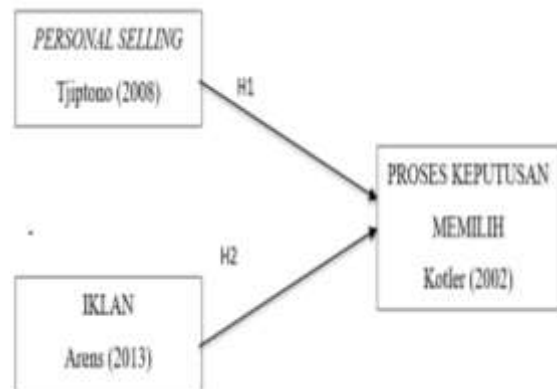 PERSONAL SELLING
Tjiptono (2008)
H1
PROSES KEPUTUSAN
MEMILIH
Kotler (2002)
H2
IKLAN
Arens (2013)